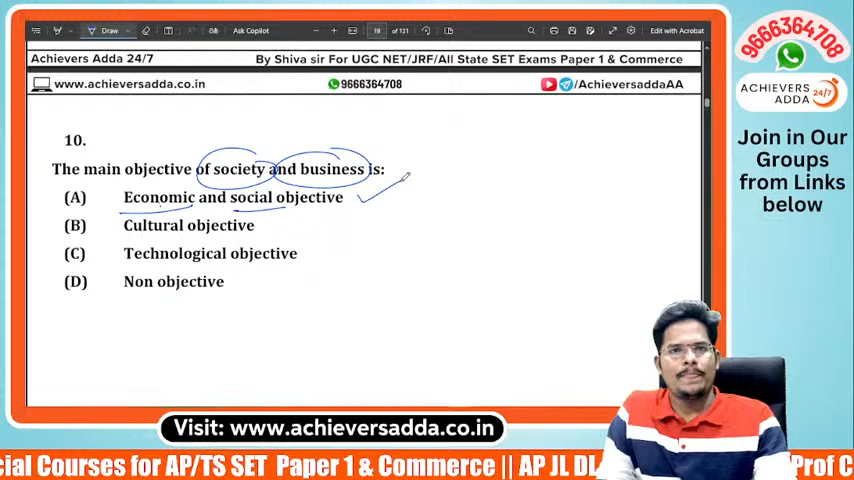 Draw
Ask Copilot
19 of 131
Edit with Acrobat
Achievers Adda 24/7 By Shiva sir For UGC NET/JRF/All State SET Exams Paper 1 & Commerce
www.achieversadda.co.in 9666364708 /AchieversaddaAA
10.
The main objective of society and business is:
(A) Economic and social objective
(B) Cultural objective
(C) Technological objective
(D) Non objective
9666364708
ACHIEVERS
ADDA 24/7
Join in Our
Groups
from Links
below
Visit: www.achieversadda.co.in
cial Courses for AP/TS SET Paper 1 & Commerce || AP JL DL Prof C